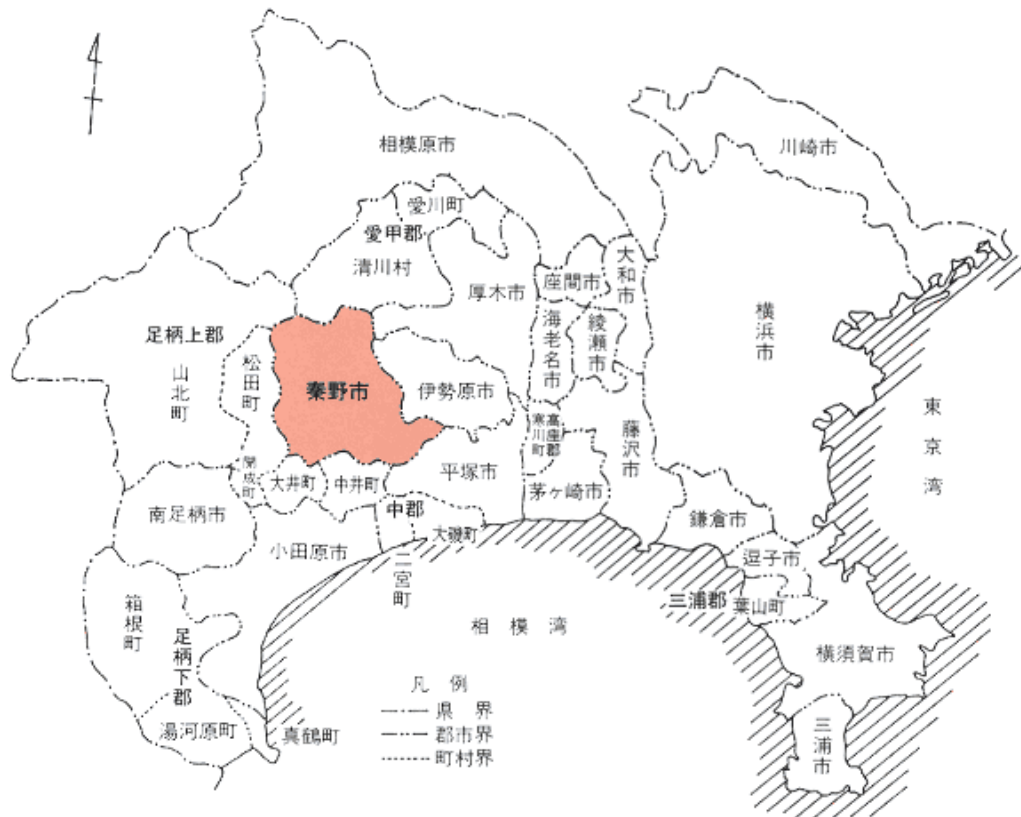 相模原市
川崎市
愛川町
愛甲郡
清川村
厚木市
座間市
大和市
海老名市
綾瀬市
横浜市
足柄上郡
山北町
松田町
秦野市
伊勢原市
東京湾
寒川町
高座郡
藤沢市
開成町
大井町
中井町
平塚市
茅ヶ崎市
南足柄市
中郡
大磯町
鎌倉市
小田原市
二宮町
逗子市
三浦郡
葉山町
箱根町
足柄下郡
相模湾
横須賀市
湯河原町
真鶴町
三浦市
凡例
県界
郡市界
町村界